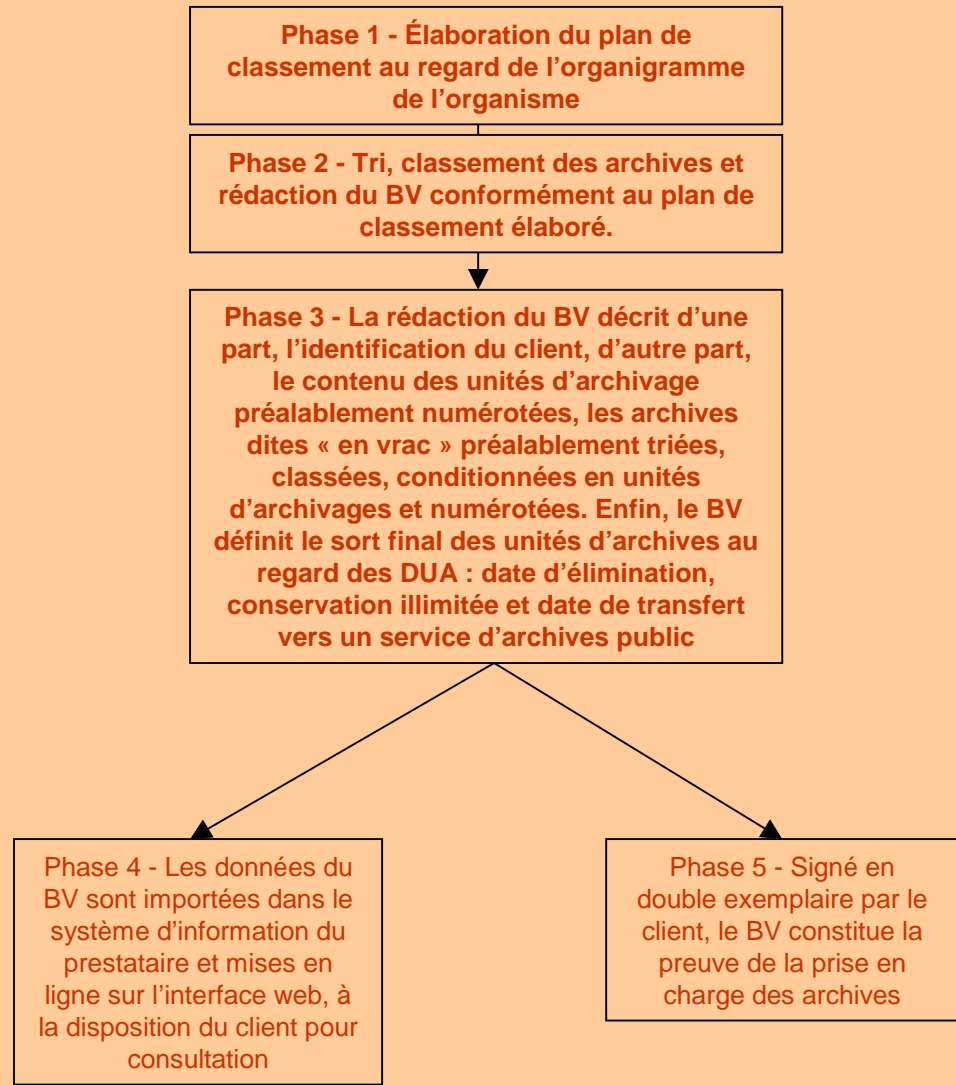 Phase 1 - Élaboration du plan de
classement au regard de l’organigramme
de l’organisme
Phase 2 - Tri, classement des archives et
rédaction du BV conformément au plan de
classement élaboré.
Phase 3 - La rédaction du BV décrit d’une
part, l’identification du client, d’autre part,
le contenu des unités d’archivage
préalablement numérotées, les archives
dites « en vrac » préalablement triées,
classées, conditionnées en unités
d’archivages et numérotées. Enfin, le BV
définit le sort final des unités d’archives au
regard des DUA : date d’élimination,
conservation illimitée et date de transfert
vers un service d’archives public
Phase 4 - Les données du
BV sont importées dans le
système d’information du
prestataire et mises en
ligne sur l’interface web, à
la disposition du client pour
consultation
Phase 5 - Signé en
double exemplaire par le
client, le BV constitue la
preuve de la prise en
charge des archives